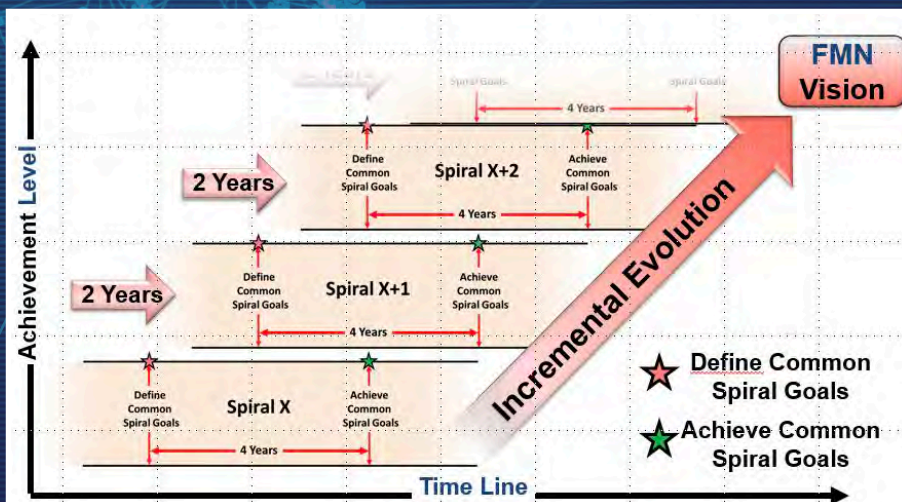 FMN
Vision
Spiral Goals
Spiral Goals
4 Years
Define
Common
Spiral Goals
Spiral X+2
Achieve
Common
Spiral Goals
2 Years
4 Years
Define
Common
Spiral Goals
Spiral X+1
Achieve
Common
Spiral Goals
2 Years
4 Years
Define
Common
Spiral Goals
Spiral X
Achieve
Common
Spiral Goals
4 Years
Incremental Evolution
Define Common
Spiral Goals
Achieve Common
Spiral Goals
Achievement Level
Time Line